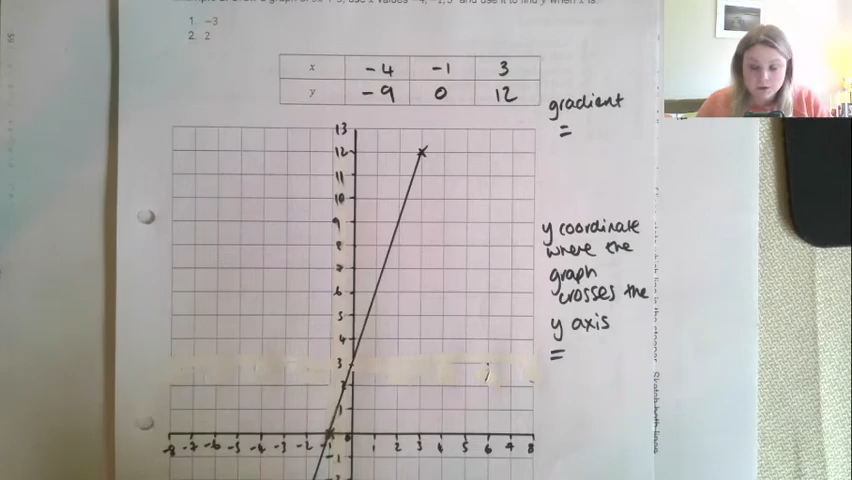 1. -3
2. 2
x -4 -1 3
y -9 0 12
gradient
=
13
12
11
10
9
8
7
6
5
4
3
2
1
-8 -7 -6 -5 -4 -3 -2 -1 0 1 2 3 4 5 6 7 8
-1
y coordinate
where the
graph
crosses the
y axis
=